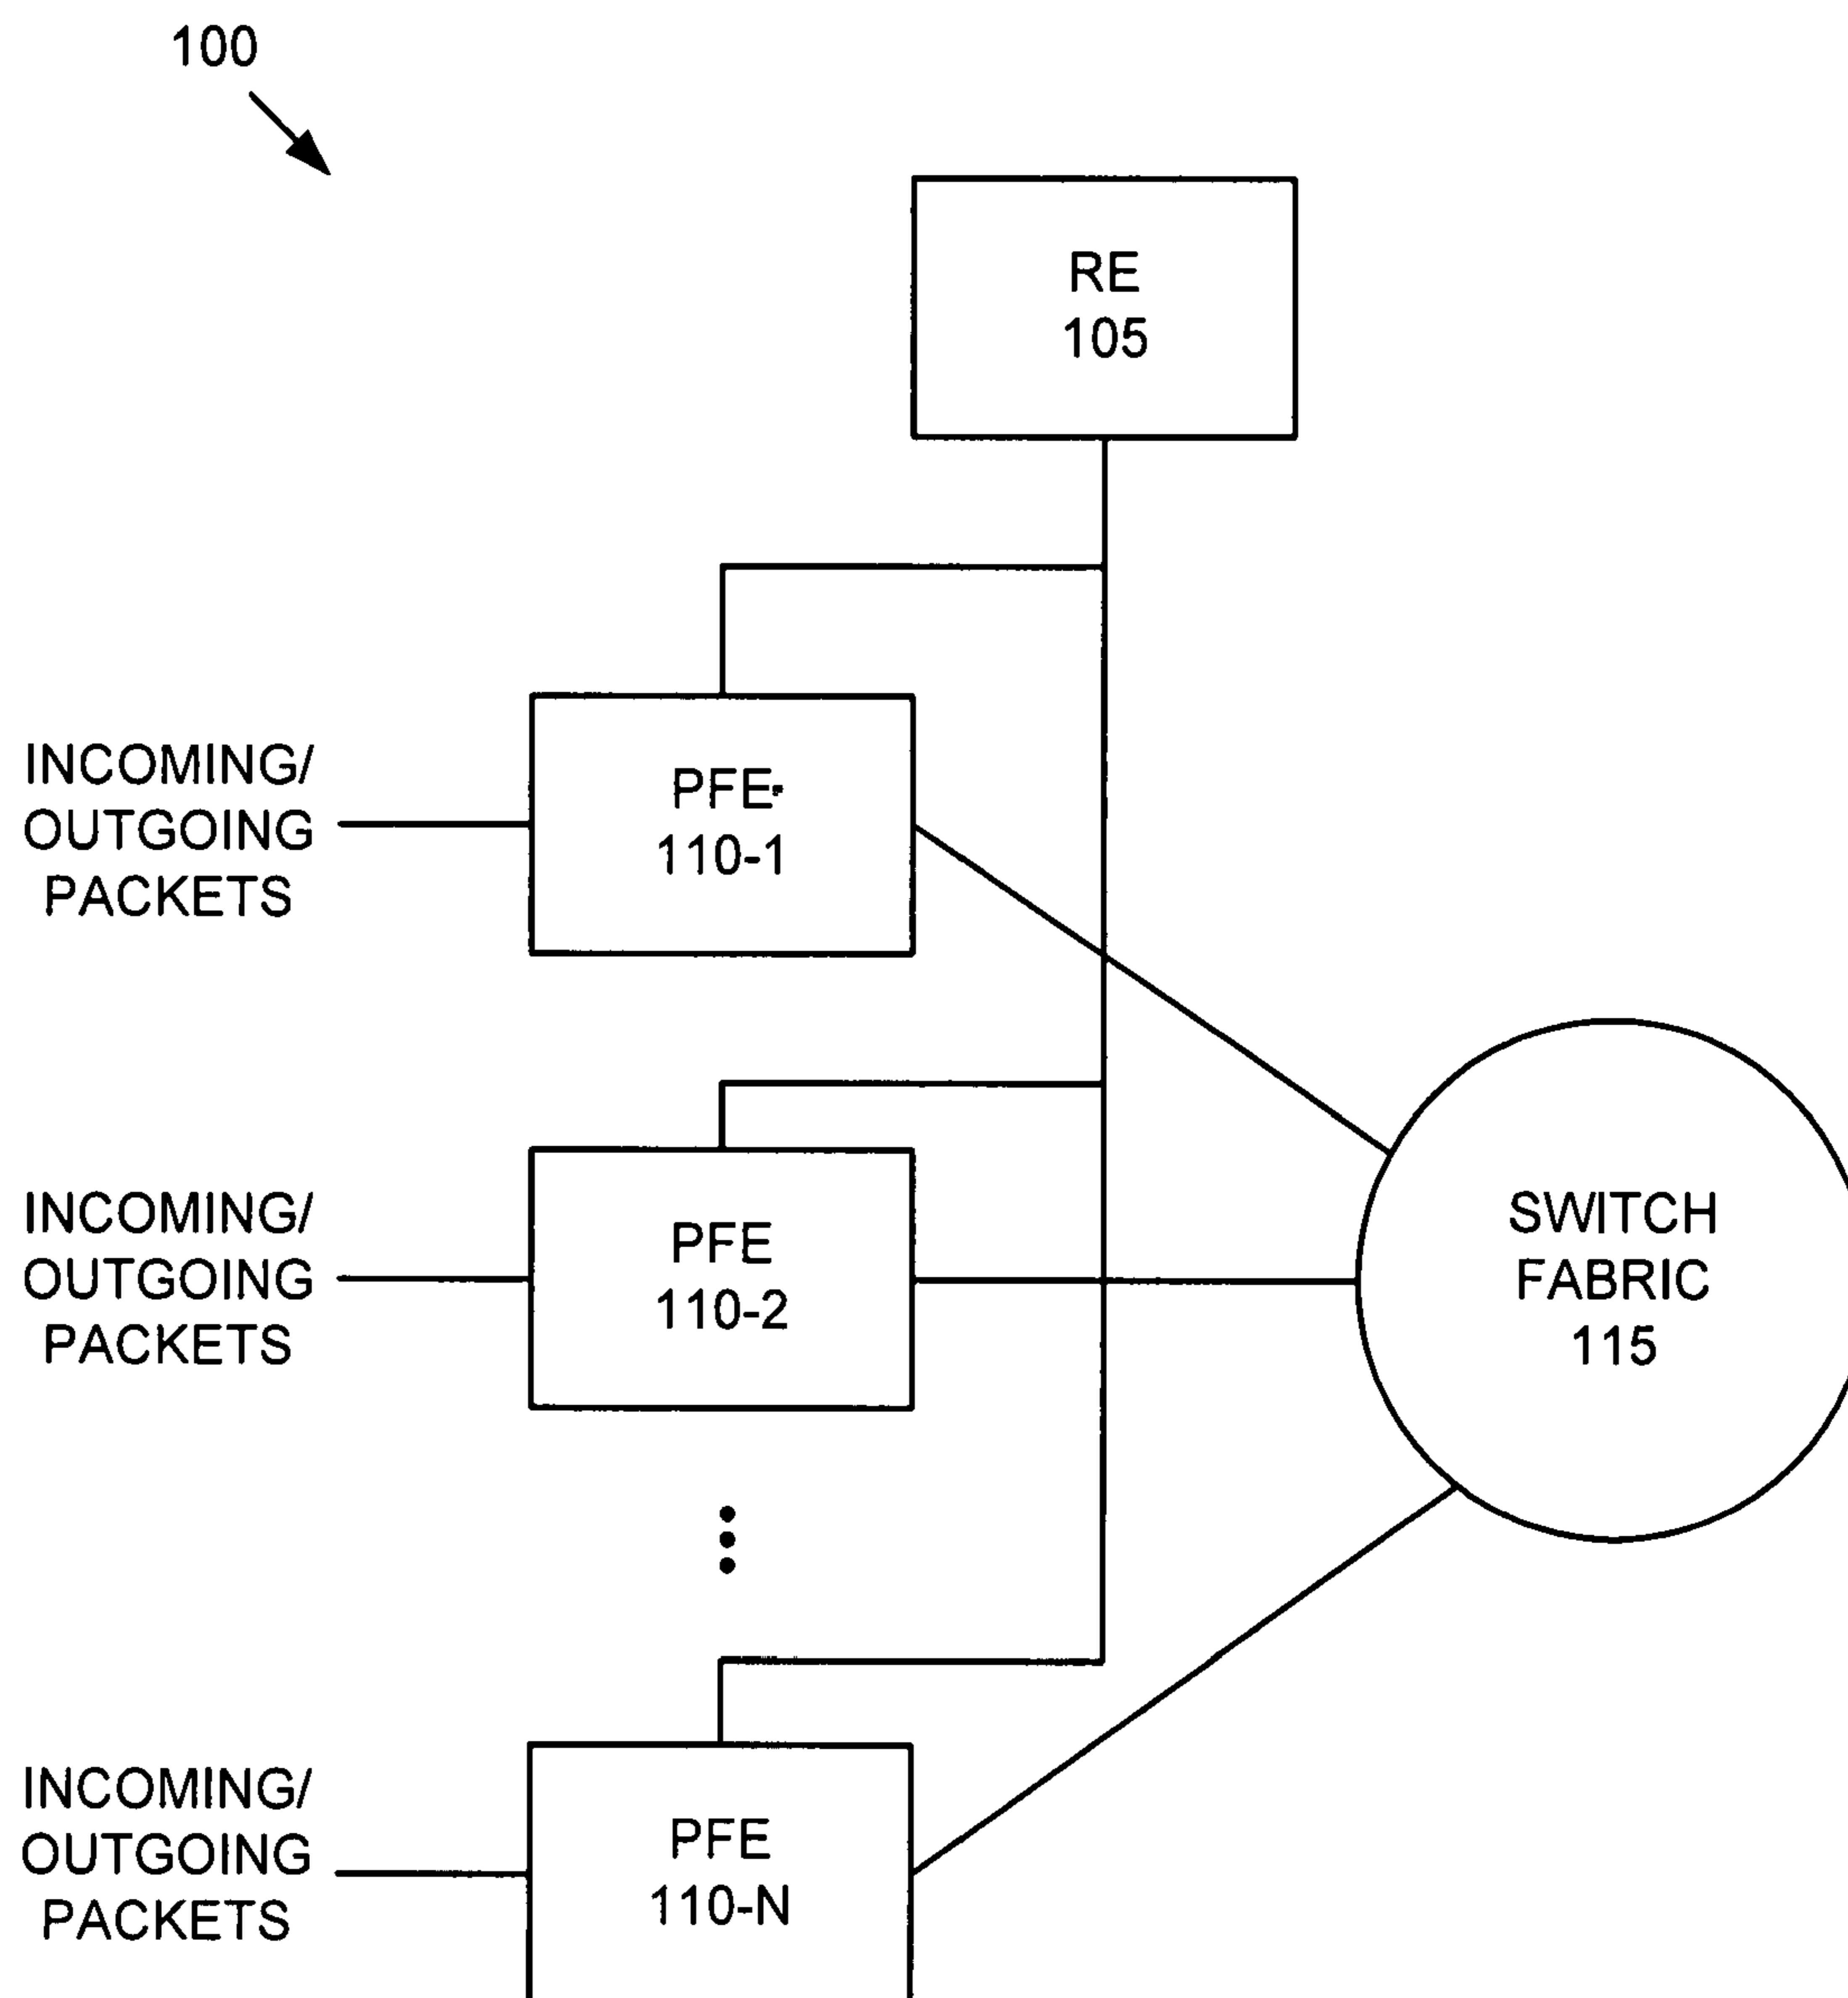 100
RE
105
INCOMING/
OUTGOING
PACKETS
PFE
110-1
INCOMING/
OUTGOING
PACKETS
PFE
110-2
SWITCH
FABRIC
115
INCOMING/
OUTGOING
PACKETS
PFE
110-N